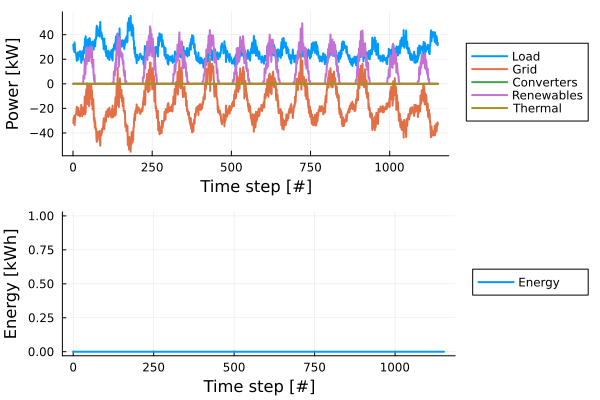 Power [kW]
40
20
0
−20
−40
0
250
500
750
1000
Time step [#]
Load
Grid
Converters
Renewables
Thermal
Energy [kWh]
1.00
0.75
0.50
0.25
0.00
0
250
500
750
1000
Time step [#]
Energy